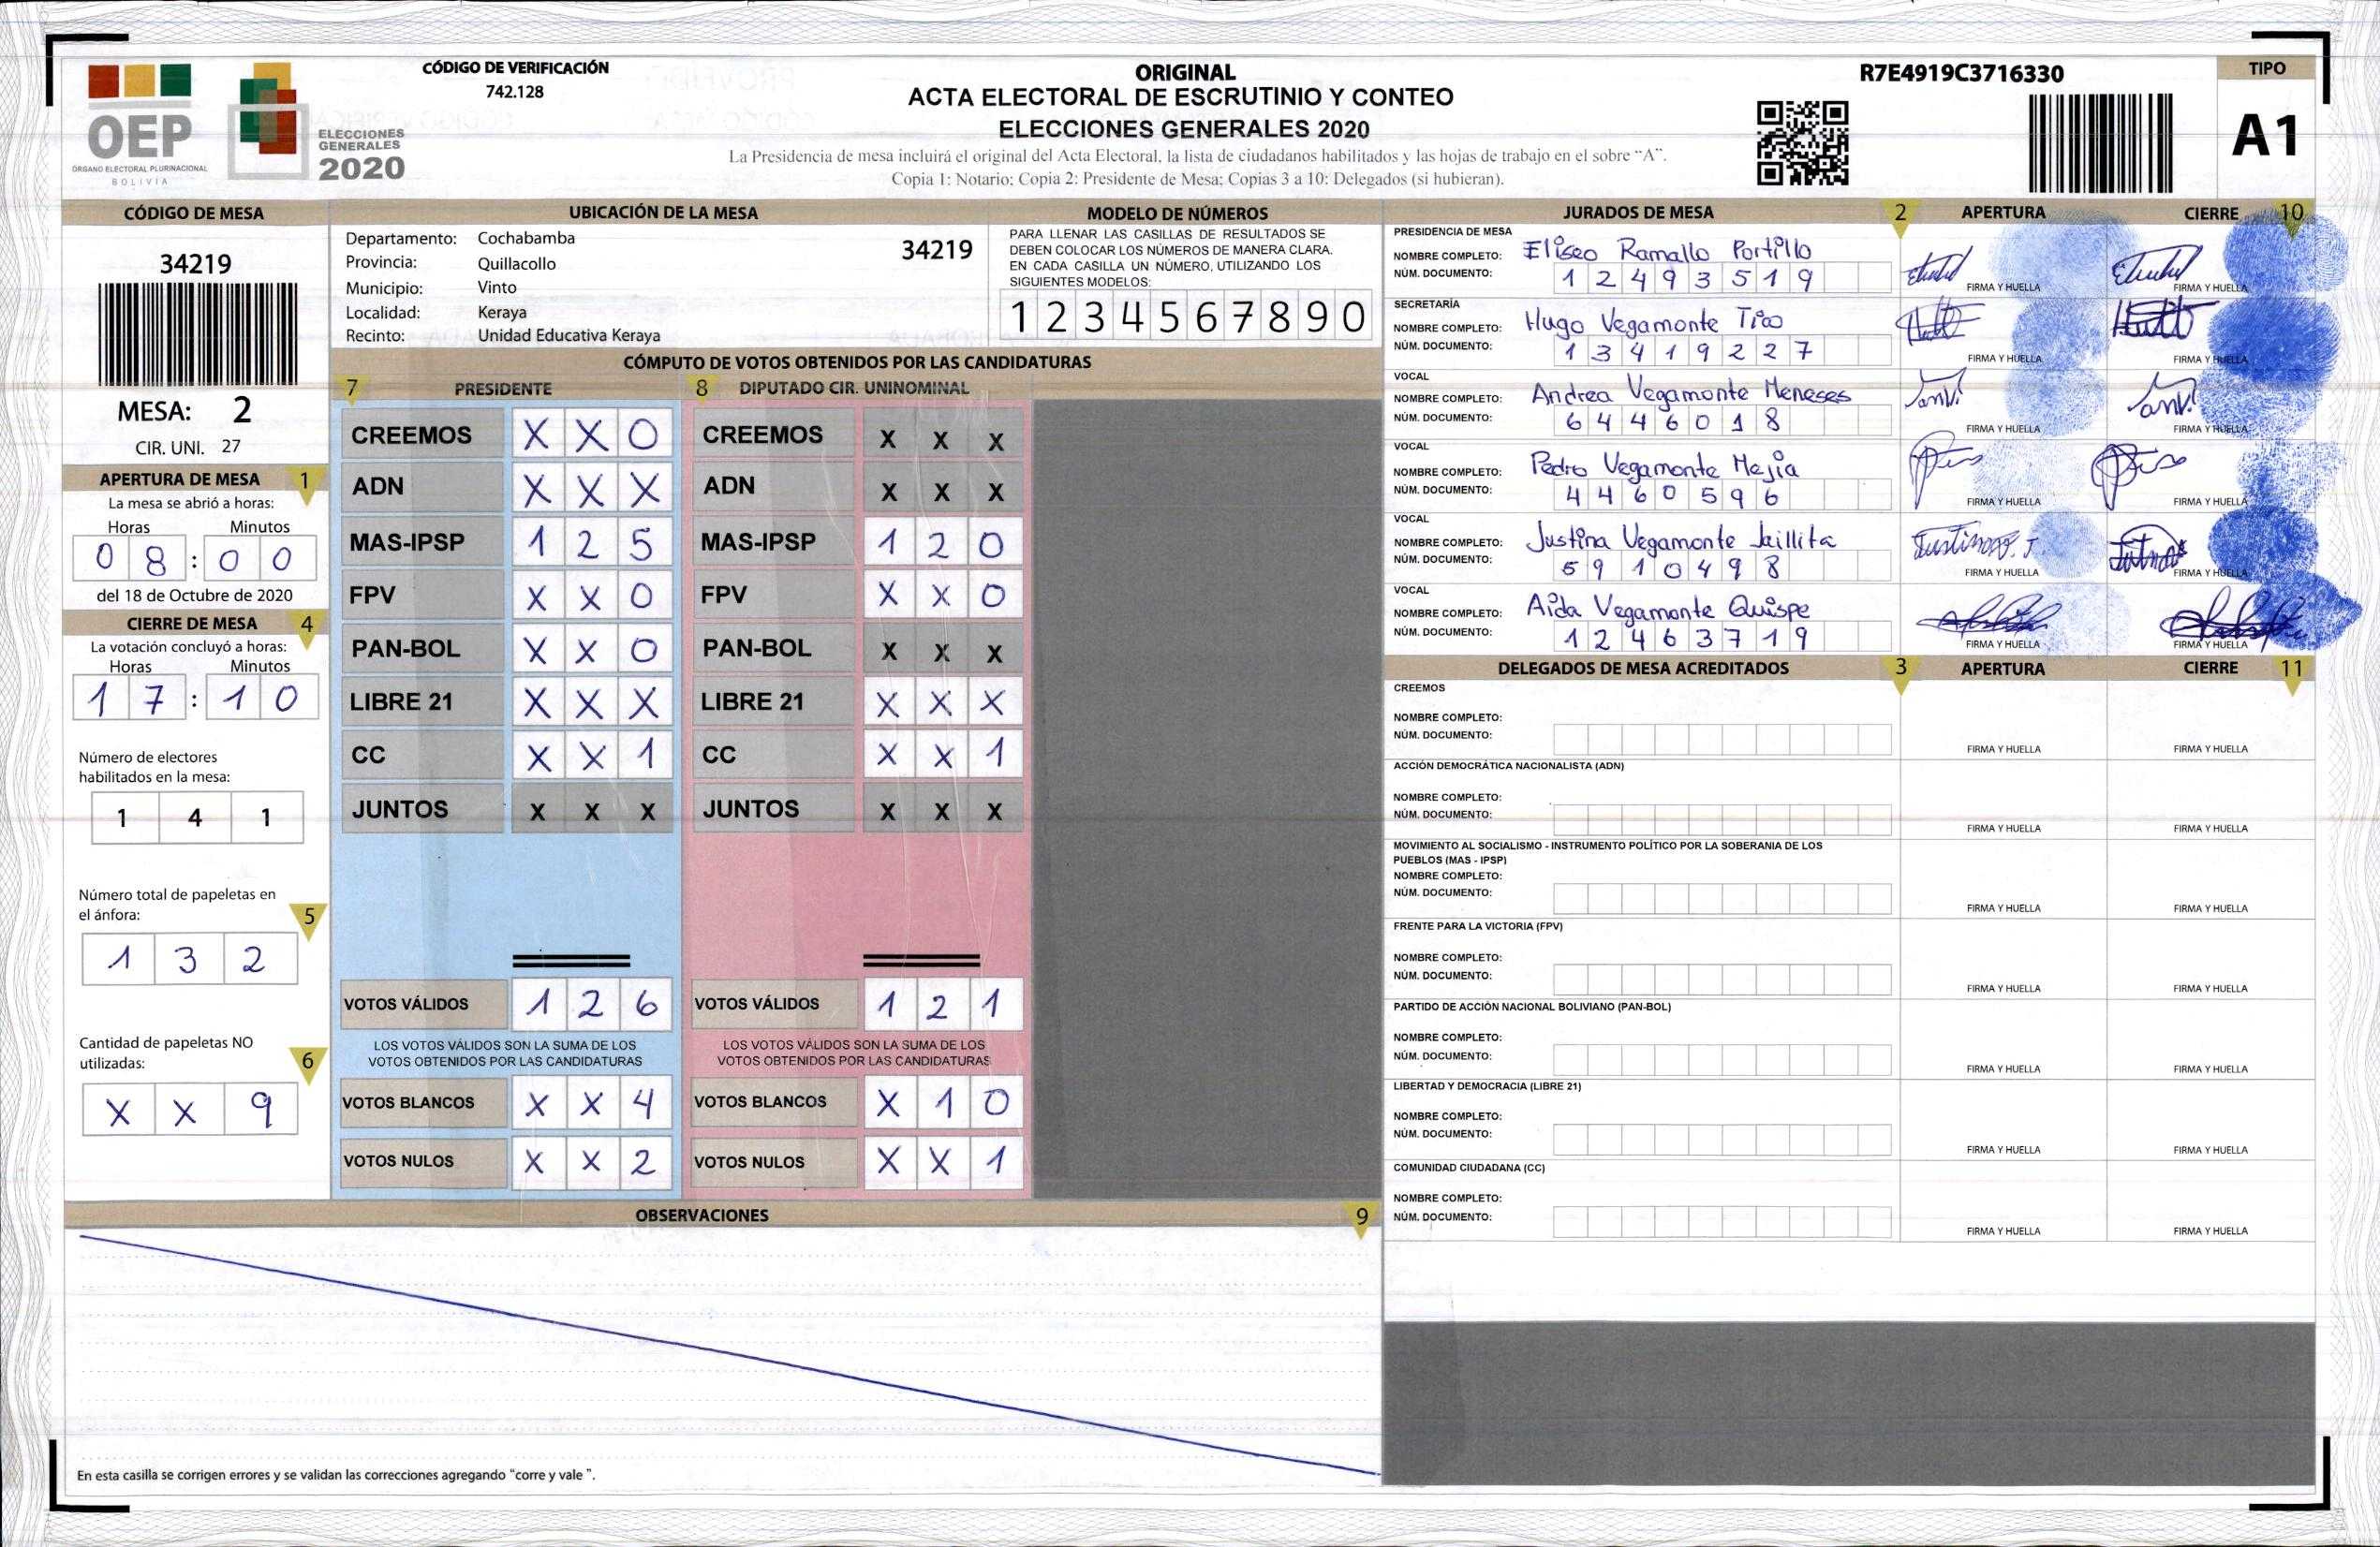 CÓDIGO DE VERIFICACIÓN
742.128
ORIGINAL
ACTA ELECTORAL DE ESCRUTINIO Y CONTEO
ELECCIONES GENERALES 2020
La Presidencia de mesa incluirá el original del Acta Electoral, la lista de ciudadanos habilitados y las hojas de trabajo en el sobre "A".
Copia 1: Notario; Copia 2: Presidente de Mesa; Copias 3 a 10: Delegados (si hubieran).
R7E4919C3716330
TIPO
A1
OEP
ÓRGANO ELECTORAL PLURINACIONAL
BOLIVIA
ELECCIONES
GENERALES
2020
CÓDIGO DE MESA
34219
MESA: 2
CIR. UNI. 27
APERTURA DE MESA 1
La mesa se abrió a horas:
Horas Minutos
0 8 : 0 0
del 18 de Octubre de 2020
CIERRE DE MESA 4
La votación concluyó a horas:
Horas Minutos
1 7 : 1 0
Número de electores
habilitados en la mesa:
1 4 1
Número total de papeletas en
el ánfora: 5
1 3 2
Cantidad de papeletas NO
utilizadas: 6
X X 9
UBICACIÓN DE LA MESA
Departamento: Cochabamba 34219
Provincia: Quillacollo
Municipio: Vinto
Localidad: Keraya
Recinto: Unidad Educativa Keraya
MODELO DE NÚMEROS
PARA LLENAR LAS CASILLAS DE RESULTADOS SE
DEBEN COLOCAR LOS NÚMEROS DE MANERA CLARA.
EN CADA CASILLA UN NÚMERO, UTILIZANDO LOS
SIGUIENTES MODELOS:
1 2 3 4 5 6 7 8 9 0
CÓMPUTO DE VOTOS OBTENIDOS POR LAS CANDIDATURAS
7 PRESIDENTE
CREEMOS X X 0
ADN X X X
MAS-IPSP 1 2 5
FPV X X 0
PAN-BOL X X 0
LIBRE 21 X X X
CC X X 1
JUNTOS X X X
VOTOS VÁLIDOS 1 2 6
LOS VOTOS VÁLIDOS SON LA SUMA DE LOS
VOTOS OBTENIDOS POR LAS CANDIDATURAS
VOTOS BLANCOS X X 4
VOTOS NULOS X X 2
8 DIPUTADO CIR. UNINOMINAL
CREEMOS X X X
ADN X X X
MAS-IPSP 1 2 0
FPV X X 0
PAN-BOL X X X
LIBRE 21 X X X
CC X X 1
JUNTOS X X X
VOTOS VÁLIDOS 1 2 1
LOS VOTOS VÁLIDOS SON LA SUMA DE LOS
VOTOS OBTENIDOS POR LAS CANDIDATURAS
VOTOS BLANCOS X 1 0
VOTOS NULOS X X 1
OBSERVACIONES 9
En esta casilla se corrigen errores y se validan las correcciones agregando "corre y vale ".
JURADOS DE MESA 2 APERTURA CIERRE 10
PRESIDENCIA DE MESA
NOMBRE COMPLETO: Eliseo Ramallo Portillo
NÚM. DOCUMENTO: 1 2 4 9 3 5 1 9
FIRMA Y HUELLA FIRMA Y HUELLA
SECRETARÍA
NOMBRE COMPLETO: Hugo Vegamonte Tico
NÚM. DOCUMENTO: 1 3 4 1 9 2 2 7
FIRMA Y HUELLA FIRMA Y HUELLA
VOCAL
NOMBRE COMPLETO: Andrea Vegamonte Meneses
NÚM. DOCUMENTO: 6 4 4 6 0 1 8
FIRMA Y HUELLA FIRMA Y HUELLA
VOCAL
NOMBRE COMPLETO: Pedro Vegamonte Mejia
NÚM. DOCUMENTO: 4 4 6 0 5 9 6
FIRMA Y HUELLA FIRMA Y HUELLA
VOCAL
NOMBRE COMPLETO: Justina Vegamonte Jaillita
NÚM. DOCUMENTO: 5 9 1 0 4 9 8
FIRMA Y HUELLA FIRMA Y HUELLA
VOCAL
NOMBRE COMPLETO: Aida Vegamonte Quispe
NÚM. DOCUMENTO: 1 2 4 6 3 7 1 9
FIRMA Y HUELLA FIRMA Y HUELLA
DELEGADOS DE MESA ACREDITADOS 3 APERTURA CIERRE 11
CREEMOS
NOMBRE COMPLETO:
NÚM. DOCUMENTO:
FIRMA Y HUELLA FIRMA Y HUELLA
ACCIÓN DEMOCRÁTICA NACIONALISTA (ADN)
NOMBRE COMPLETO:
NÚM. DOCUMENTO:
FIRMA Y HUELLA FIRMA Y HUELLA
MOVIMIENTO AL SOCIALISMO - INSTRUMENTO POLÍTICO POR LA SOBERANIA DE LOS
PUEBLOS (MAS - IPSP)
NOMBRE COMPLETO:
NÚM. DOCUMENTO:
FIRMA Y HUELLA FIRMA Y HUELLA
FRENTE PARA LA VICTORIA (FPV)
NOMBRE COMPLETO:
NÚM. DOCUMENTO:
FIRMA Y HUELLA FIRMA Y HUELLA
PARTIDO DE ACCIÓN NACIONAL BOLIVIANO (PAN-BOL)
NOMBRE COMPLETO:
NÚM. DOCUMENTO:
FIRMA Y HUELLA FIRMA Y HUELLA
LIBERTAD Y DEMOCRACIA (LIBRE 21)
NOMBRE COMPLETO:
NÚM. DOCUMENTO:
FIRMA Y HUELLA FIRMA Y HUELLA
COMUNIDAD CIUDADANA (CC)
NOMBRE COMPLETO:
NÚM. DOCUMENTO:
FIRMA Y HUELLA FIRMA Y HUELLA